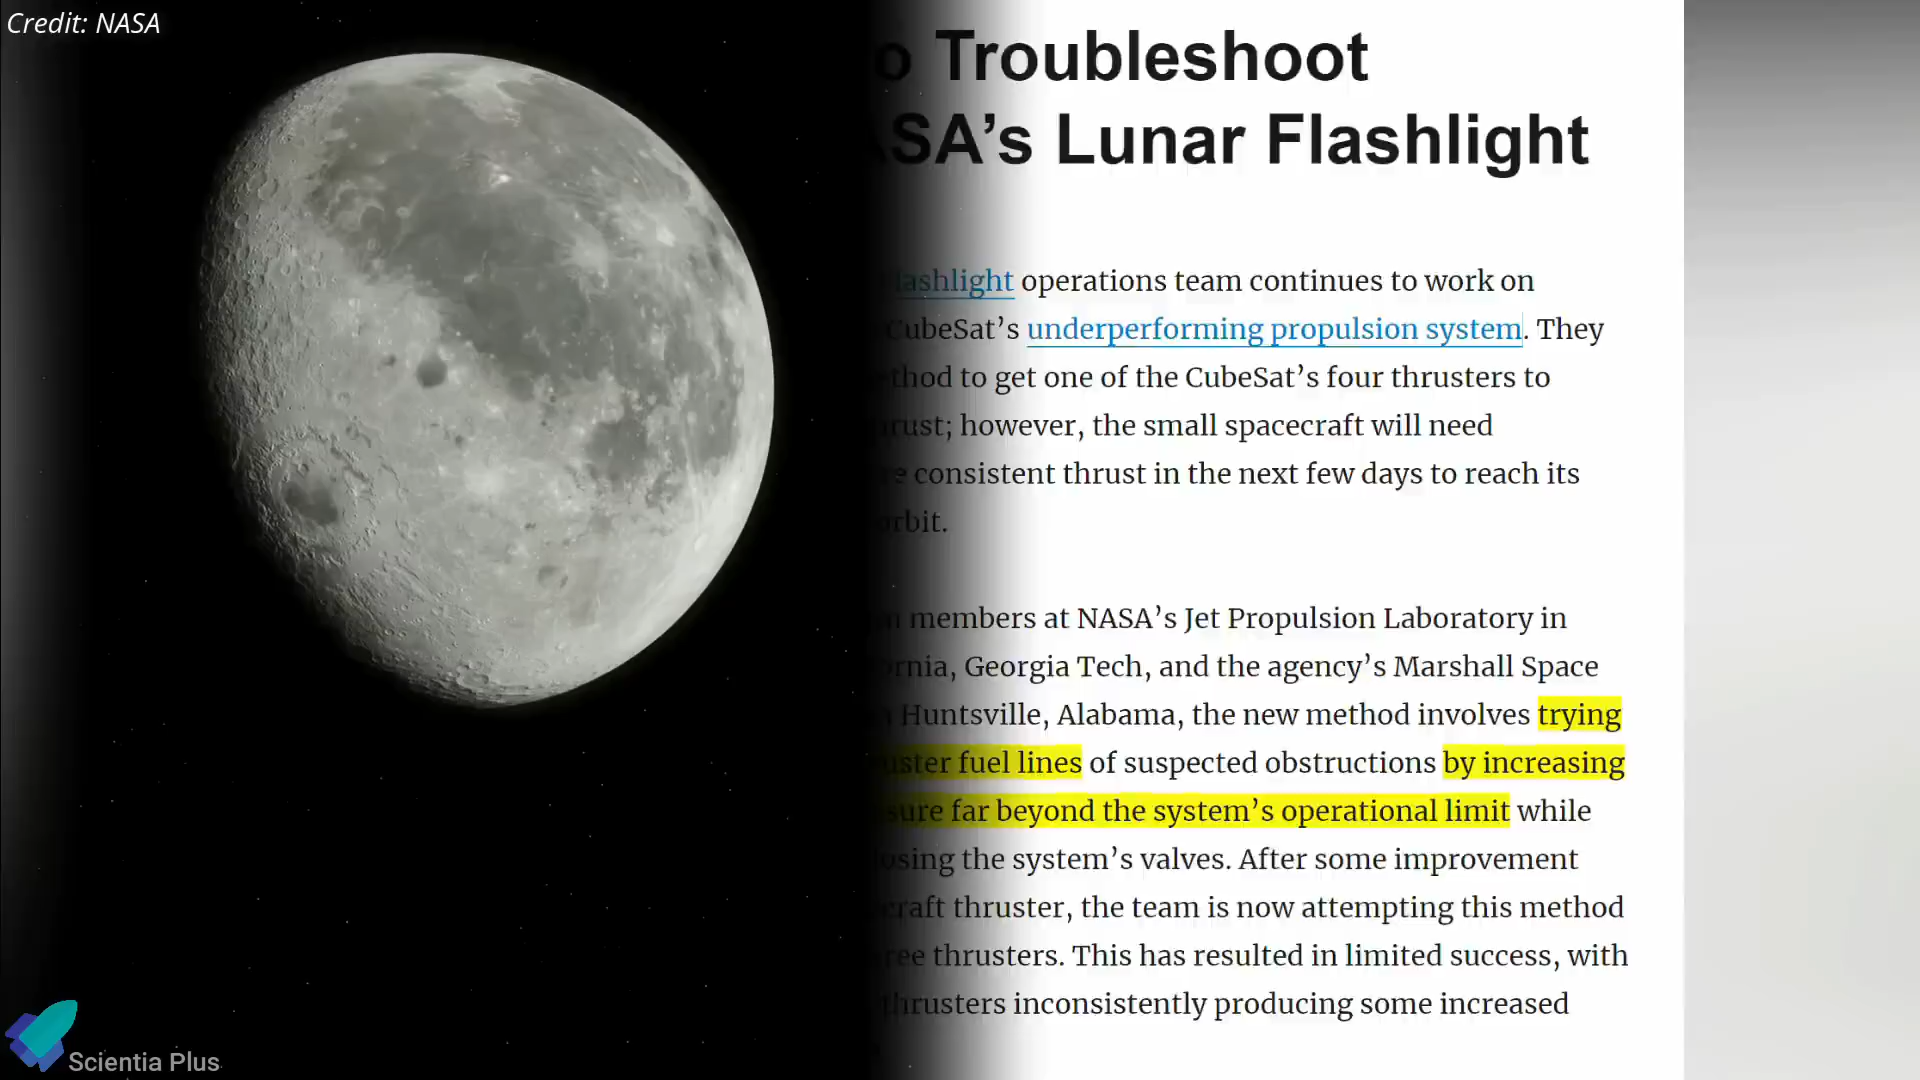 Credit: NASA
Troubleshoot
Lunar Flashlight
operations team continues to work on
CubeSat's underperforming propulsion system. They
to get one of the CubeSat's four thrusters to
however, the small spacecraft will need
consistent thrust in the next few days to reach its
orbit.
members at NASA's Jet Propulsion Laboratory in
Georgia Tech, and the agency's Marshall Space
Huntsville, Alabama, the new method involves trying
fuel lines of suspected obstructions by increasing
far beyond the system's operational limit while
the system's valves. After some improvement
thruster, the team is now attempting this method
thrusters. This has resulted in limited success, with
thrusters inconsistently producing some increased
Scientia Plus